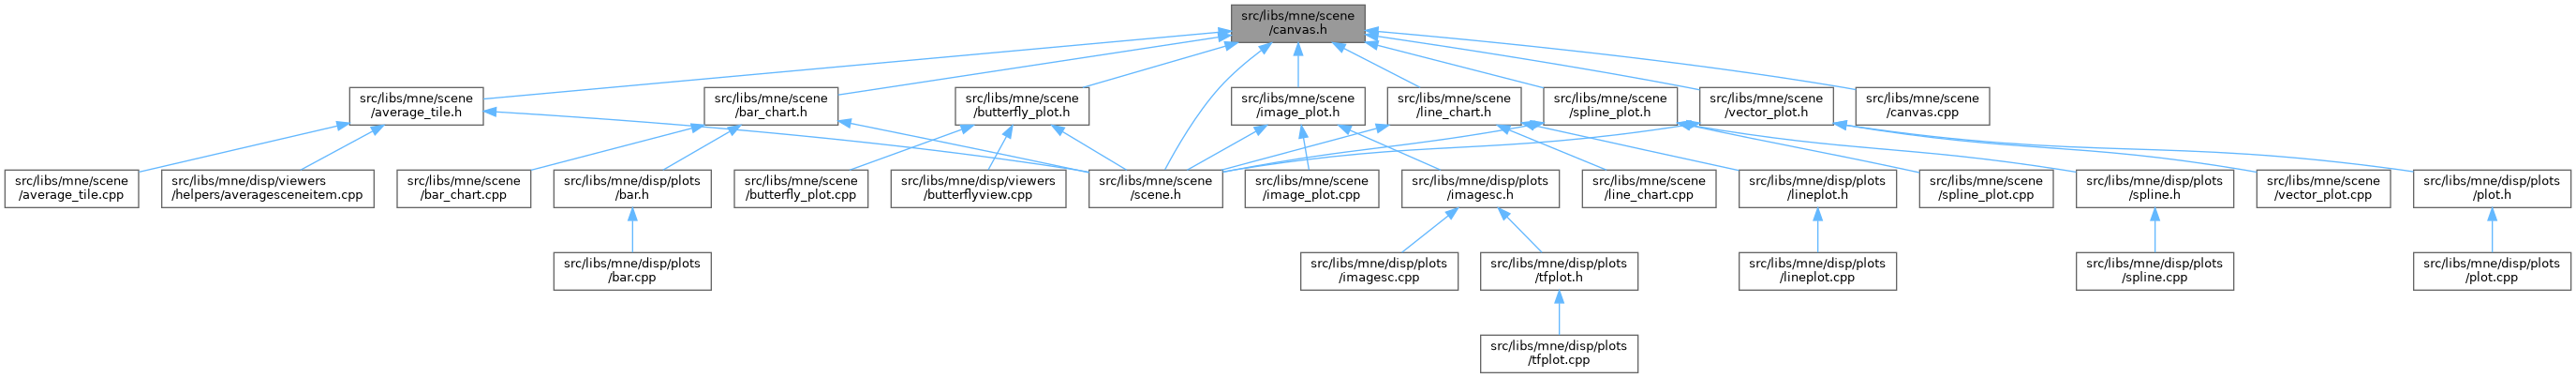 src/libs/mne/scene
/canvas.h
src/libs/mne/scene
/average_tile.h
src/libs/mne/scene
/bar_chart.h
src/libs/mne/scene
/butterfly_plot.h
src/libs/mne/scene
/image_plot.h
src/libs/mne/scene
/line_chart.h
src/libs/mne/scene
/spline_plot.h
src/libs/mne/scene
/vector_plot.h
src/libs/mne/scene
/canvas.cpp
src/libs/mne/scene
/average_tile.cpp
src/libs/mne/disp/viewers
/helpers/averagesceneitem.cpp
src/libs/mne/scene
/bar_chart.cpp
src/libs/mne/disp/plots
/bar.h
src/libs/mne/scene
/butterfly_plot.cpp
src/libs/mne/disp/viewers
/butterflyview.cpp
src/libs/mne/scene
/scene.h
src/libs/mne/scene
/image_plot.cpp
src/libs/mne/disp/plots
/imagesc.h
src/libs/mne/scene
/line_chart.cpp
src/libs/mne/disp/plots
/lineplot.h
src/libs/mne/scene
/spline_plot.cpp
src/libs/mne/disp/plots
/spline.h
src/libs/mne/scene
/vector_plot.cpp
src/libs/mne/disp/plots
/plot.h
src/libs/mne/disp/plots
/bar.cpp
src/libs/mne/disp/plots
/imagesc.cpp
src/libs/mne/disp/plots
/tfplot.h
src/libs/mne/disp/plots
/lineplot.cpp
src/libs/mne/disp/plots
/spline.cpp
src/libs/mne/disp/plots
/plot.cpp
src/libs/mne/disp/plots
/tfplot.cpp